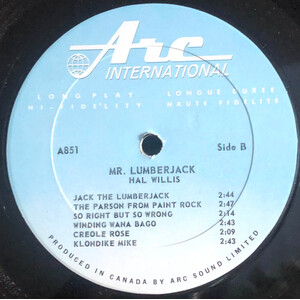 Arc
INTERNATIONAL
LONG PLAY LONGUE DUREE
HI-FIDELITY HAUTE FIDELITE
A851 Side B
MR. LUMBERJACK
HAL WILLIS
JACK THE LUMBERJACK 2:44
THE PARSON FROM PAINT ROCK 2:47
SO RIGHT BUT SO WRONG 2:14
WINDING WANA BAGO 2:43
CREOLE ROSE 2:09
KLONDIKE MIKE 2:43
PRODUCED IN CANADA BY ARC SOUND LIMITED